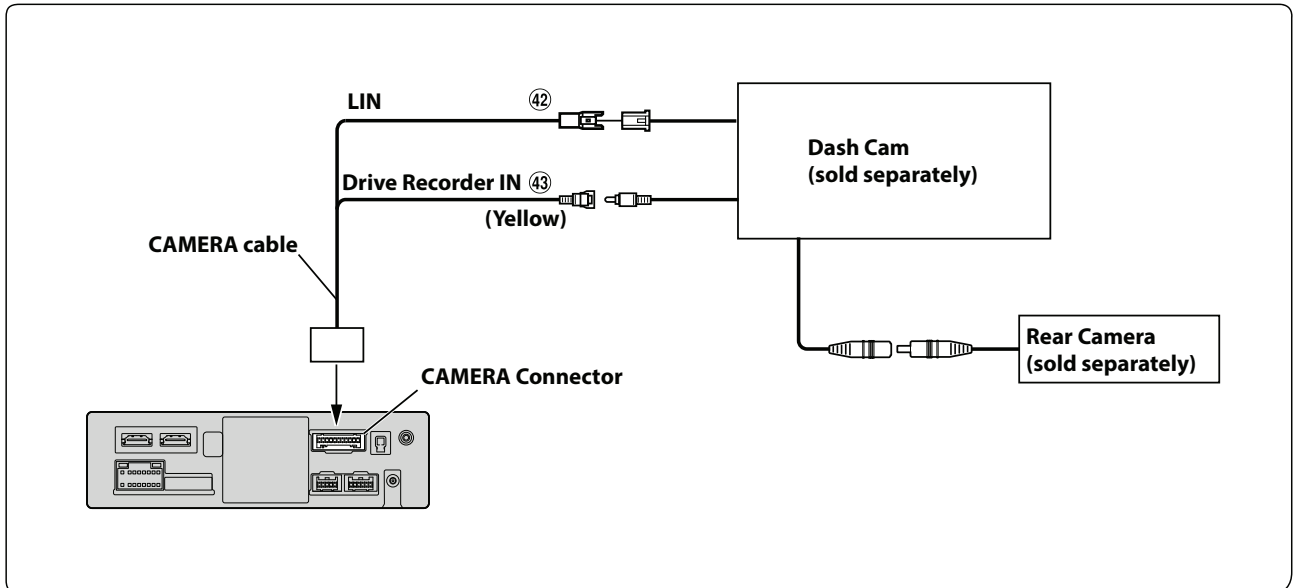 LIN ㊷
Drive Recorder IN ㊸
(Yellow)
Dash Cam
(sold separately)
CAMERA cable
Rear Camera
(sold separately)
CAMERA Connector